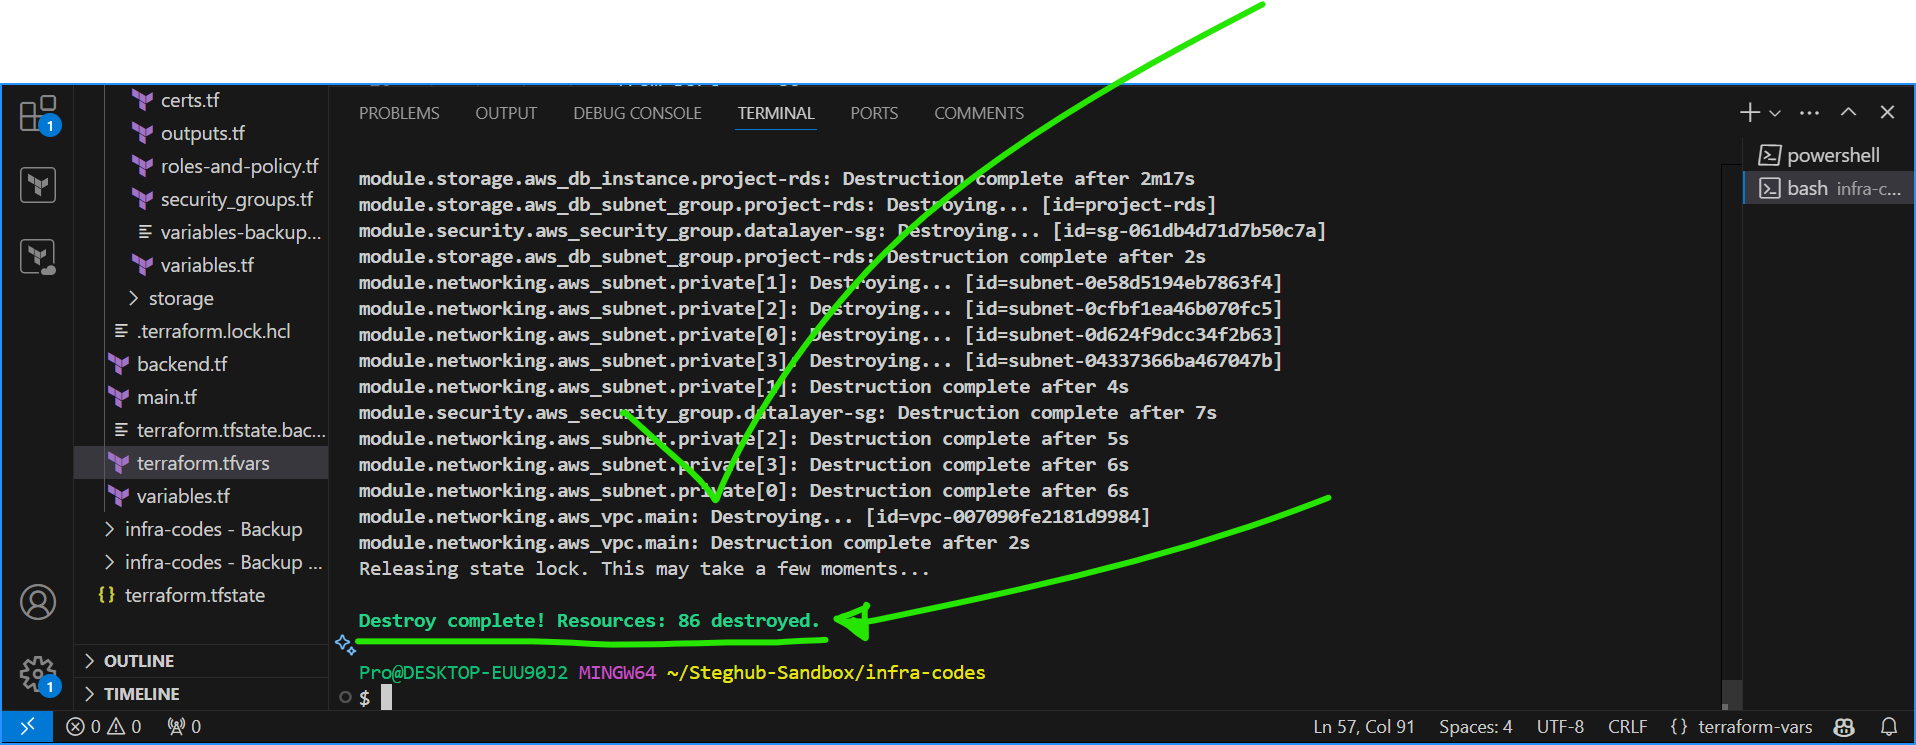 certs.tf
outputs.tf
roles-and-policy.tf
security_groups.tf
variables-backup...
variables.tf
storage
.terraform.lock.hcl
backend.tf
main.tf
terraform.tfstate.bac...
terraform.tfvars
variables.tf
infra-codes - Backup
infra-codes - Backup ...
{} terraform.tfstate
OUTLINE
TIMELINE
1
1
PROBLEMS OUTPUT DEBUG CONSOLE TERMINAL PORTS COMMENTS
module.storage.aws_db_instance.project-rds: Destruction complete after 2m17s
module.storage.aws_db_subnet_group.project-rds: Destroying... [id=project-rds]
module.security.aws_security_group.datalayer-sg: Destroying... [id=sg-061db4d71d7b50c7a]
module.storage.aws_db_subnet_group.project-rds: Destruction complete after 2s
module.networking.aws_subnet.private[1]: Destroying... [id=subnet-0e58d5194eb7863f4]
module.networking.aws_subnet.private[2]: Destroying... [id=subnet-0cfbf1ea46b070fc5]
module.networking.aws_subnet.private[0]: Destroying... [id=subnet-0d624f9dcc34f2b63]
module.networking.aws_subnet.private[3]: Destroying... [id=subnet-04337366ba467047b]
module.networking.aws_subnet.private[1]: Destruction complete after 4s
module.security.aws_security_group.datalayer-sg: Destruction complete after 7s
module.networking.aws_subnet.private[2]: Destruction complete after 5s
module.networking.aws_subnet.private[3]: Destruction complete after 6s
module.networking.aws_subnet.private[0]: Destruction complete after 6s
module.networking.aws_vpc.main: Destroying... [id=vpc-007090fe2181d9984]
module.networking.aws_vpc.main: Destruction complete after 2s
Releasing state lock. This may take a few moments...
Destroy complete! Resources: 86 destroyed.
Pro@DESKTOP-EUU90J2 MINGW64 ~/Steghub-Sandbox/infra-codes
$
powershell
bash infra-c...
0 0 0
Ln 57, Col 91 Spaces: 4 UTF-8 CRLF {} terraform-vars